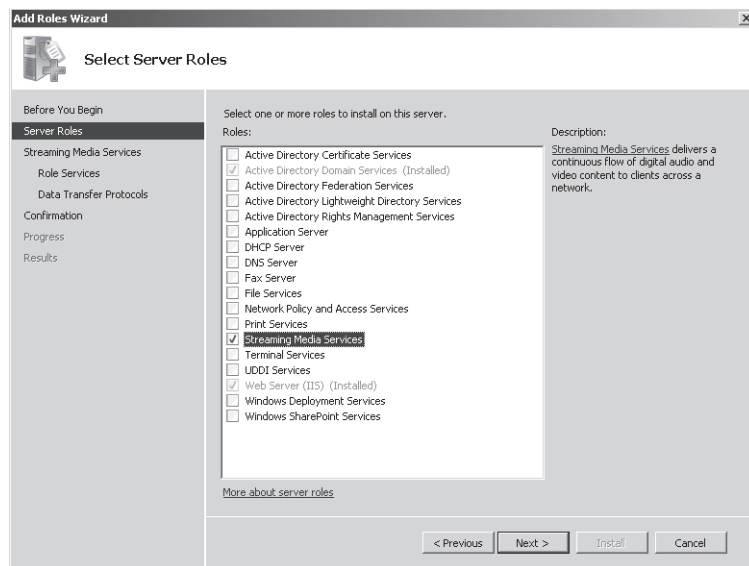 Add Roles Wizard
Select Server Roles
Before You Begin
Server Roles
Streaming Media Services
Role Services
Data Transfer Protocols
Confirmation
Progress
Results
Select one or more roles to install on this server.
Roles:
Active Directory Certificate Services
Active Directory Domain Services (Installed)
Active Directory Federation Services
Active Directory Lightweight Directory Services
Active Directory Rights Management Services
Application Server
DHCP Server
DNS Server
Fax Server
File Services
Network Policy and Access Services
Print Services
Streaming Media Services
Terminal Services
UDDI Services
Web Server (IIS) (Installed)
Windows Deployment Services
Windows SharePoint Services
More about server roles
Description:
Streaming Media Services delivers a
continuous flow of digital audio and
video content to clients across a
network.
< Previous
Next >
Install
Cancel